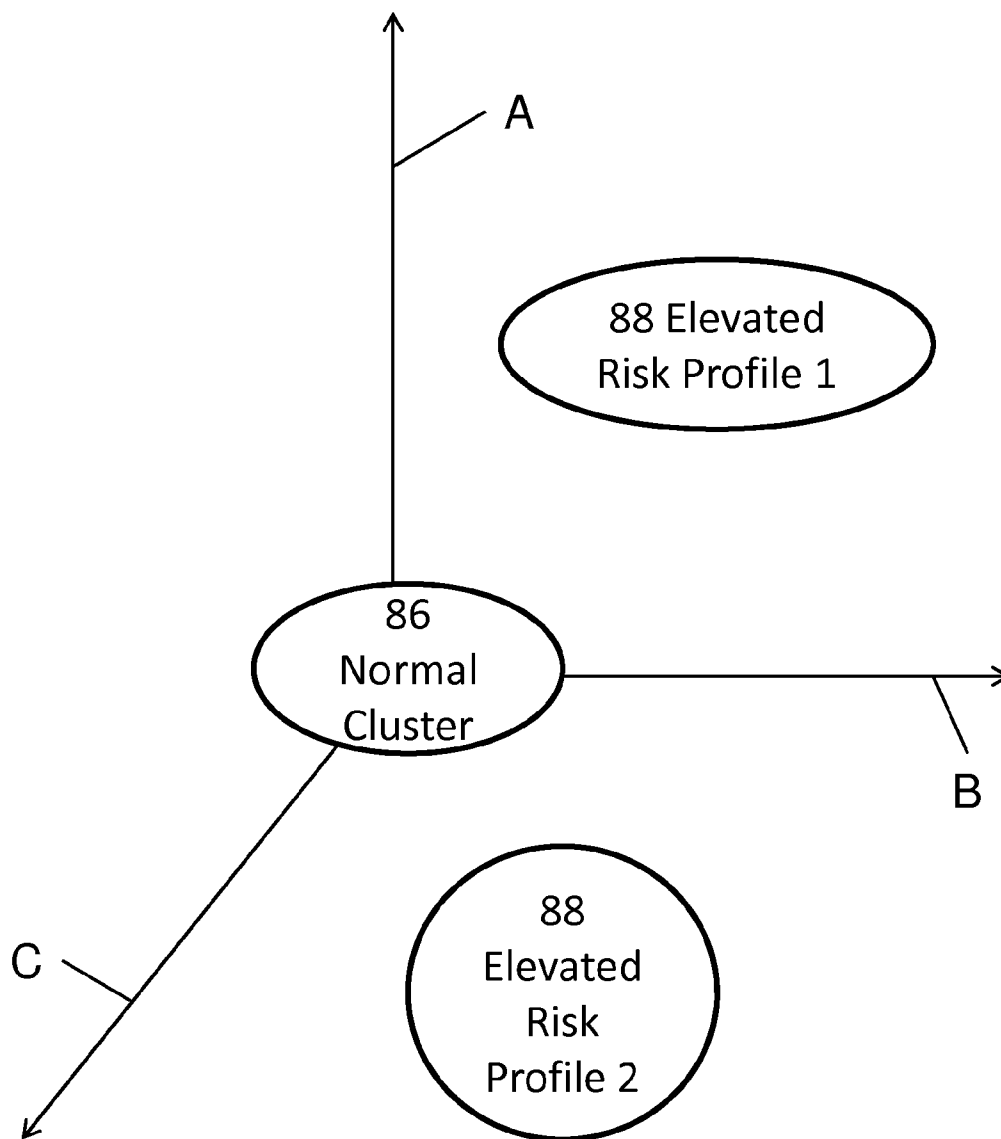 A
88 Elevated
Risk Profile 1
86
Normal
Cluster
B
C
88
Elevated
Risk
Profile 2